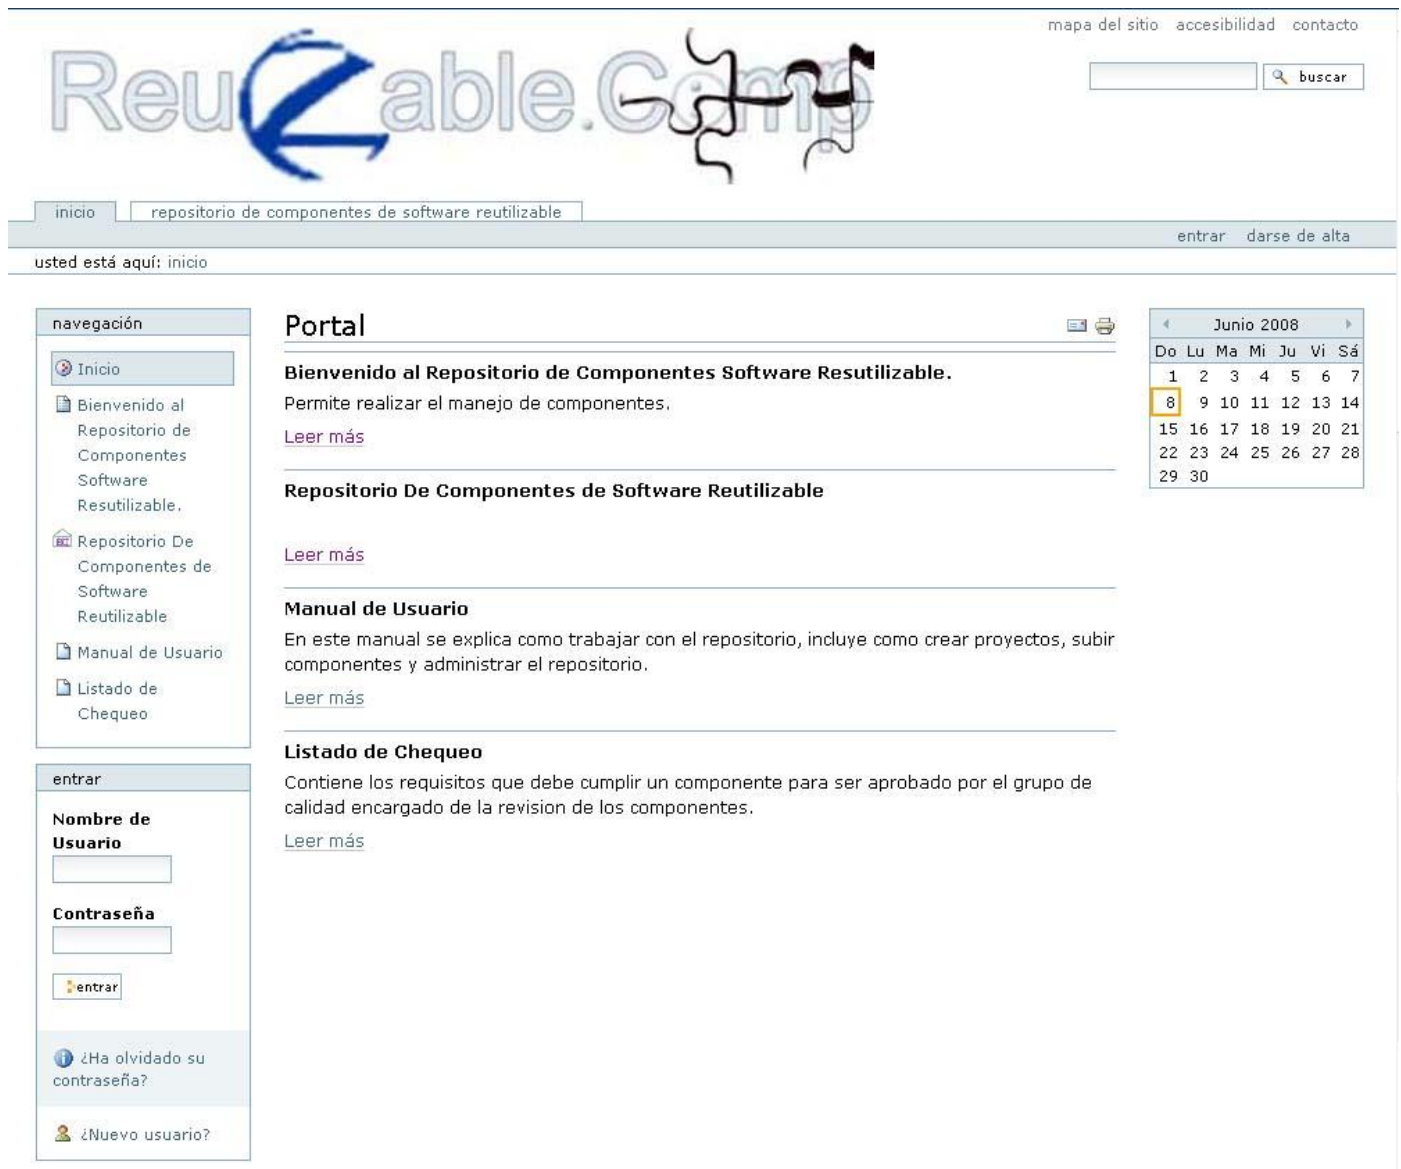 mapa del sitio accesibilidad contacto
ReuZable.Comp
buscar
inicio repositorio de componentes de software reutilizable
entrar darse de alta
usted está aquí: inicio
navegación
Inicio
Bienvenido al
Repositorio de
Componentes
Software
Resutilizable.
Repositorio De
Componentes de
Software
Reutilizable
Manual de Usuario
Listado de
Chequeo
entrar
Nombre de
Usuario
Contraseña
entrar
¿Ha olvidado su
contraseña?
¿Nuevo usuario?
Portal
Bienvenido al Repositorio de Componentes Software Resutilizable.
Permite realizar el manejo de componentes.
Leer más
Repositorio De Componentes de Software Reutilizable
Leer más
Manual de Usuario
En este manual se explica como trabajar con el repositorio, incluye como crear proyectos, subir
componentes y administrar el repositorio.
Leer más
Listado de Chequeo
Contiene los requisitos que debe cumplir un componente para ser aprobado por el grupo de
calidad encargado de la revision de los componentes.
Leer más
Junio 2008
Do Lu Ma Mi Ju Vi Sá
1 2 3 4 5 6 7
8 9 10 11 12 13 14
15 16 17 18 19 20 21
22 23 24 25 26 27 28
29 30